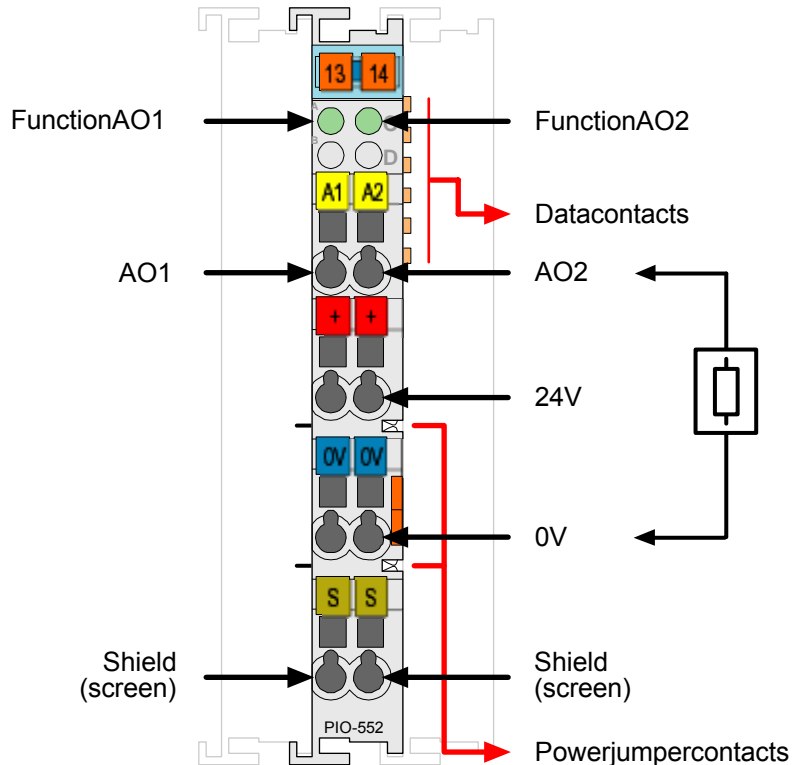 13 14
A
FunctionAO1
C
FunctionAO2
B
D
A1 A2
Datacontacts
AO1
AO2
+ +
24V
0V 0V
0V
S S
Shield
(screen)
Shield
(screen)
PIO-552
Powerjumpercontacts